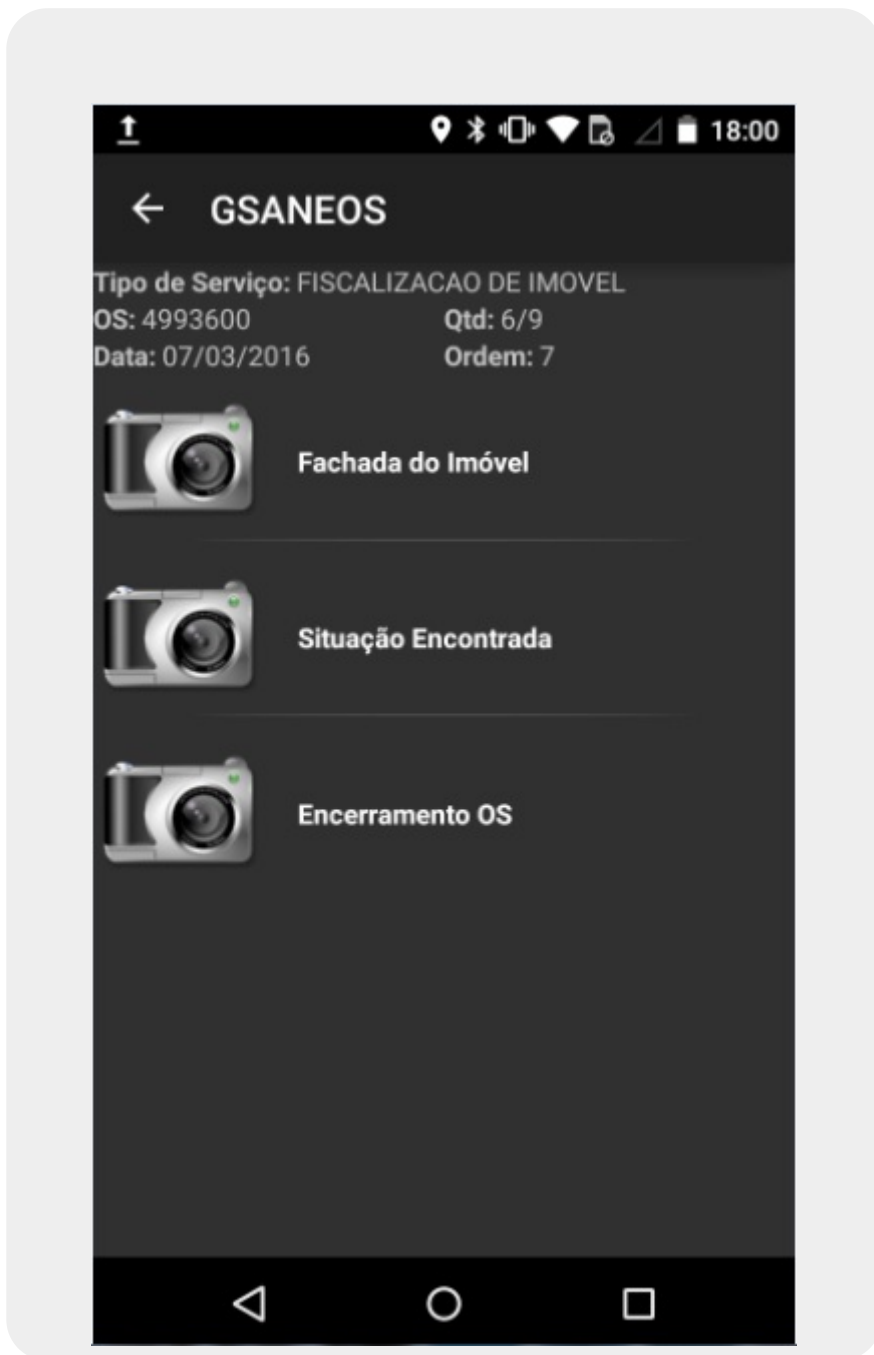 18:00
GSANEOS
Tipo de Serviço: FISCALIZACAO DE IMOVEL
OS: 4993600 Qtd: 6/9
Data: 07/03/2016 Ordem: 7
Fachada do Imóvel
Situação Encontrada
Encerramento OS